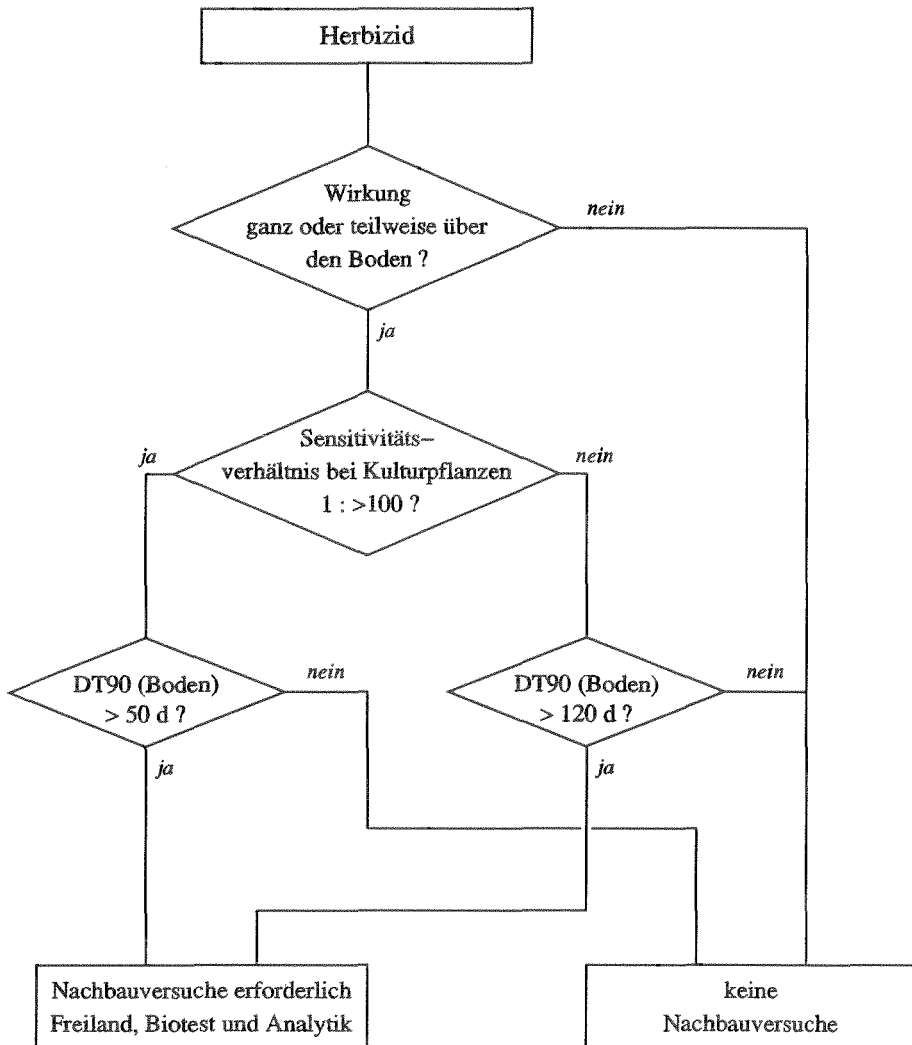 Herbizid
Wirkung
ganz oder teilweise über
den Boden ?
nein
ja
Sensitivitäts–
verhältnis bei Kulturpflanzen
1 : >100 ?
ja
nein
DT90 (Boden)
> 50 d ?
nein
ja
DT90 (Boden)
> 120 d ?
nein
ja
Nachbauversuche erforderlich
Freiland, Biotest und Analytik
keine
Nachbauversuche